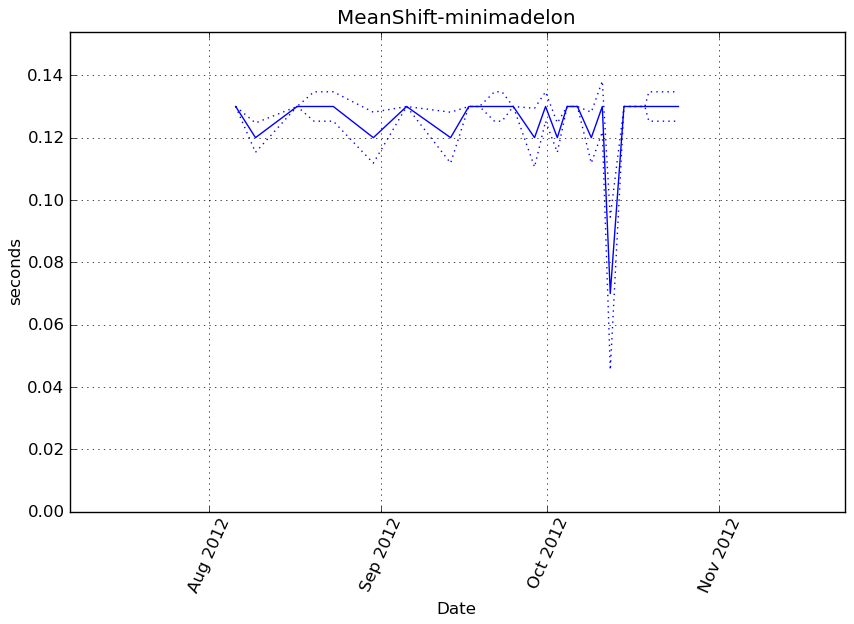 MeanShift-minimadelon
0.14
0.12
0.10
0.08
0.06
0.04
0.02
0.00
seconds
Aug 2012
Sep 2012
Oct 2012
Nov 2012
Date